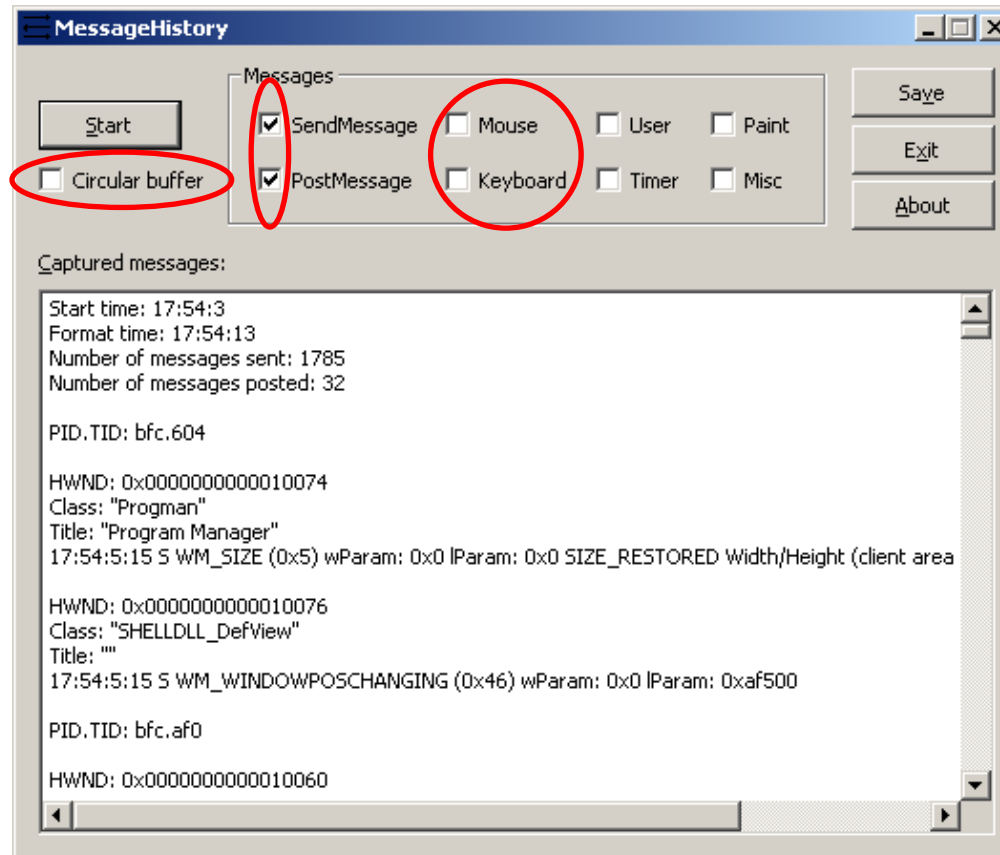 MessageHistory
Messages
Start
SendMessage Mouse User Paint
Save
Circular buffer
PostMessage Keyboard Timer Misc
Exit
About
Captured messages:
Start time: 17:54:3
Format time: 17:54:13
Number of messages sent: 1785
Number of messages posted: 32
PID.TID: bfc.604
HWND: 0x0000000000010074
Class: "Progman"
Title: "Program Manager"
17:54:5:15 S WM_SIZE (0x5) wParam: 0x0 lParam: 0x0 SIZE_RESTORED Width/Height (client area
HWND: 0x0000000000010076
Class: "SHELLDLL_DefView"
Title: ""
17:54:5:15 S WM_WINDOWPOSCHANGING (0x46) wParam: 0x0 lParam: 0xaf500
PID.TID: bfc.af0
HWND: 0x0000000000010060